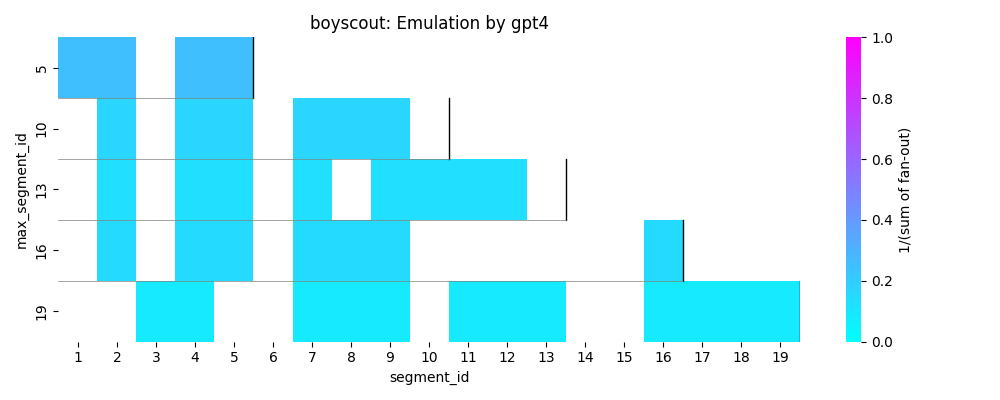 boyscout: Emulation by gpt4
max_segment_id
5
10
13
16
19
1 2 3 4 5 6 7 8 9 10 11 12 13 14 15 16 17 18 19
segment_id
1.0
0.8
0.6
0.4
0.2
0.0
1/(sum of fan-out)